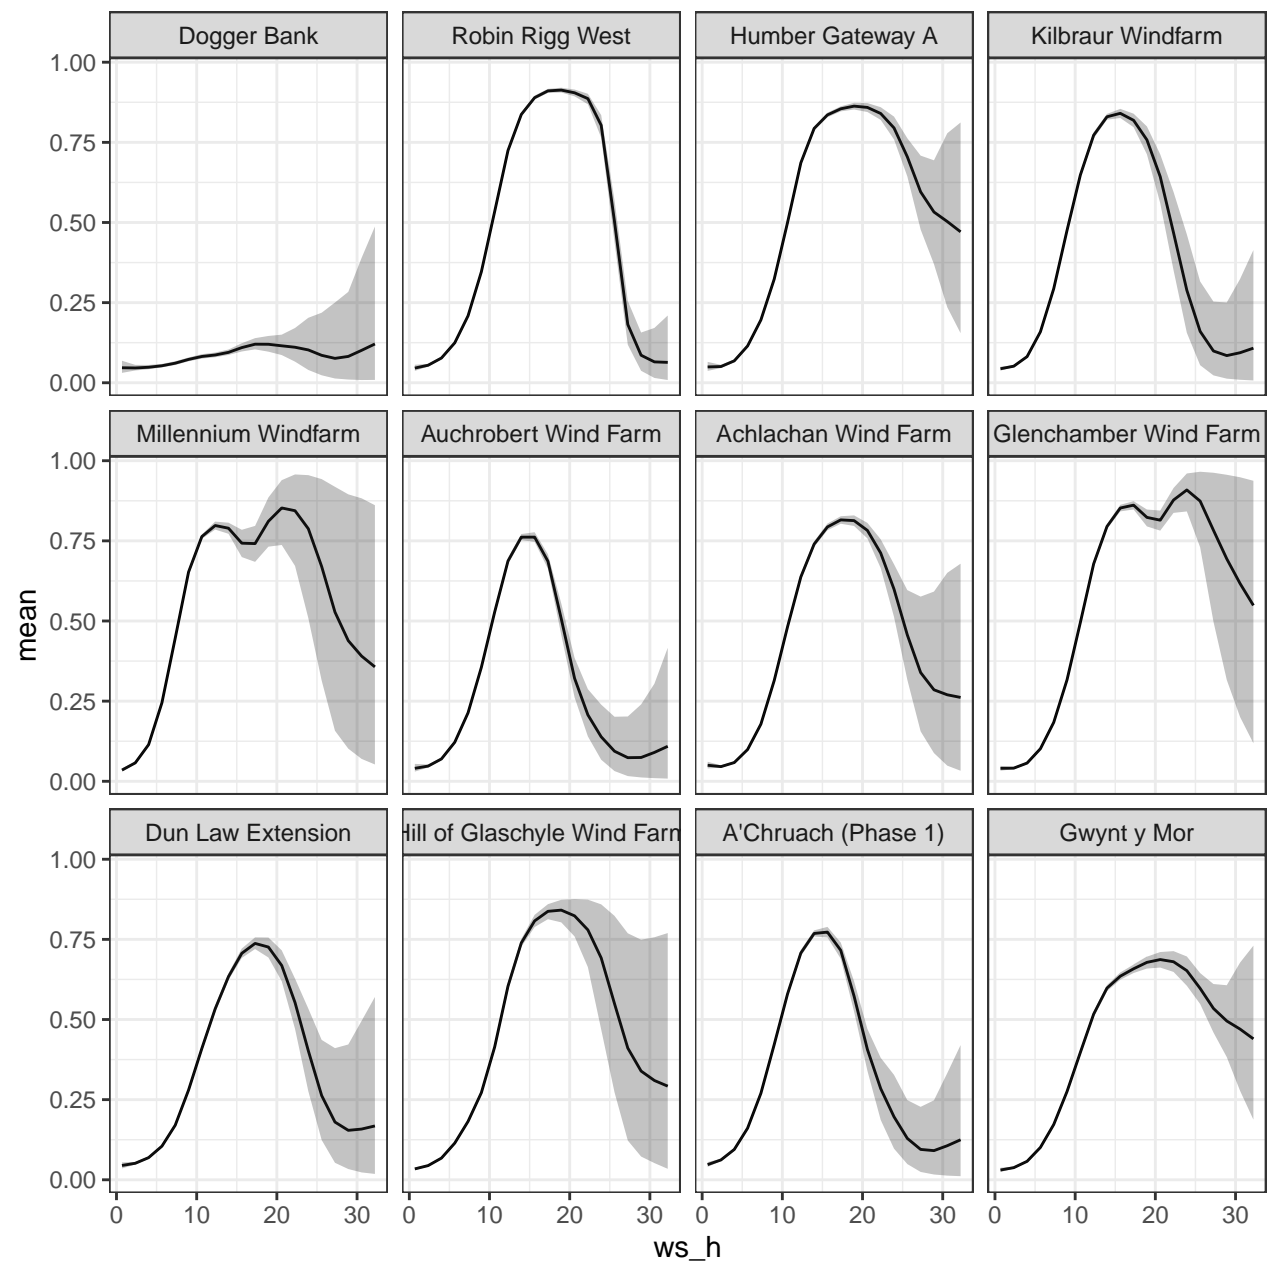 Dogger Bank
Robin Rigg West
Humber Gateway A
Kilbraur Windfarm
1.00
0.75
0.50
0.25
0.00
Millennium Windfarm
Auchrobert Wind Farm
Achlachan Wind Farm
Glenchamber Wind Farm
1.00
0.75
0.50
0.25
0.00
mean
Dun Law Extension
Hill of Glaschyle Wind Farm
A'Chruach (Phase 1)
Gwynt y Mor
1.00
0.75
0.50
0.25
0.00
0 10 20 30
0 10 20 30
0 10 20 30
0 10 20 30
ws_h